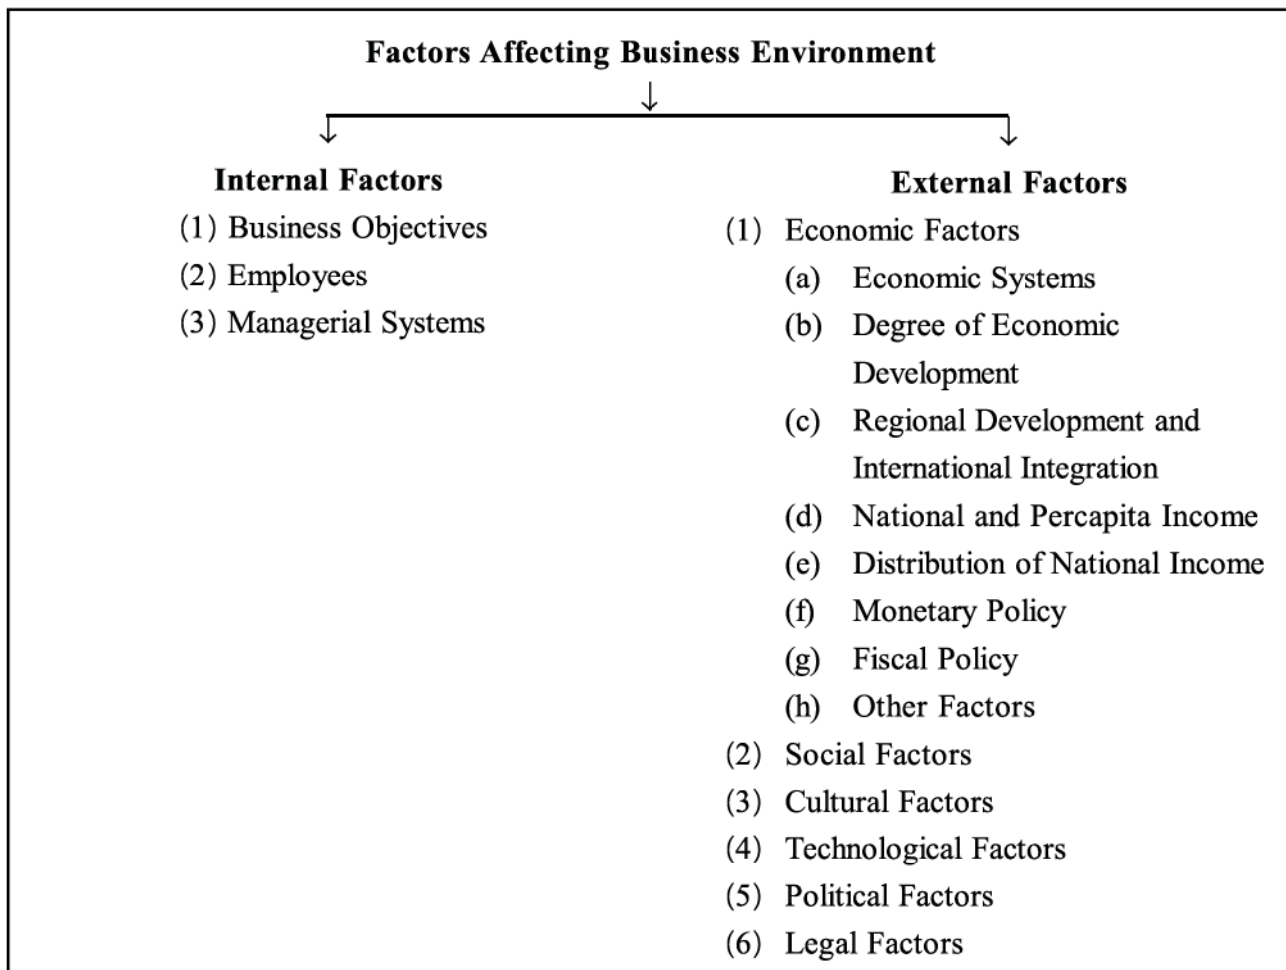 Factors Affecting Business Environment
Internal Factors
(1) Business Objectives
(2) Employees
(3) Managerial Systems
External Factors
(1) Economic Factors
(a) Economic Systems
(b) Degree of Economic
Development
(c) Regional Development and
International Integration
(d) National and Percapita Income
(e) Distribution of National Income
(f) Monetary Policy
(g) Fiscal Policy
(h) Other Factors
(2) Social Factors
(3) Cultural Factors
(4) Technological Factors
(5) Political Factors
(6) Legal Factors